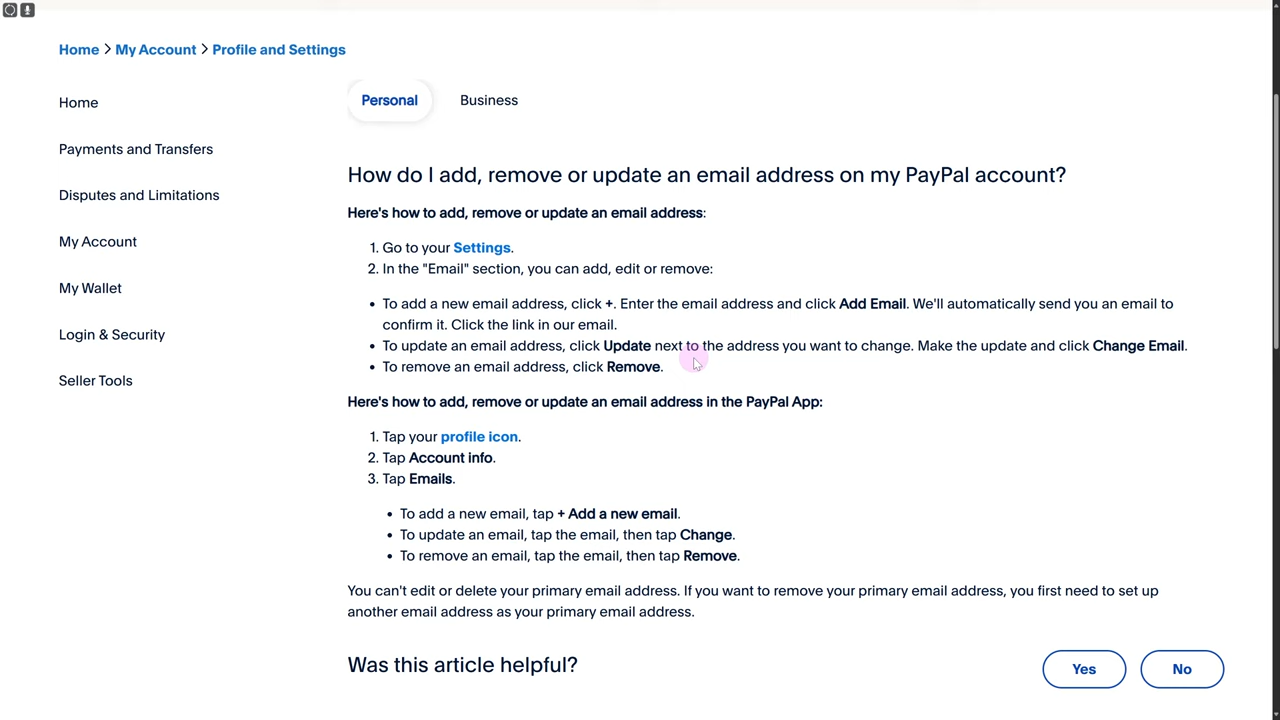 Home > My Account > Profile and Settings
Personal
Business
Home
Payments and Transfers
Disputes and Limitations
My Account
My Wallet
Login & Security
Seller Tools
How do I add, remove or update an email address on my PayPal account?
Here's how to add, remove or update an email address:
1. Go to your Settings.
2. In the "Email" section, you can add, edit or remove:
• To add a new email address, click +. Enter the email address and click Add Email. We'll automatically send you an email to
confirm it. Click the link in our email.
• To update an email address, click Update next to the address you want to change. Make the update and click Change Email.
• To remove an email address, click Remove.
Here's how to add, remove or update an email address in the PayPal App:
1. Tap your profile icon.
2. Tap Account info.
3. Tap Emails.
• To add a new email, tap + Add a new email.
• To update an email, tap the email, then tap Change.
• To remove an email, tap the email, then tap Remove.
You can't edit or delete your primary email address. If you want to remove your primary email address, you first need to set up
another email address as your primary email address.
Was this article helpful?
Yes
No